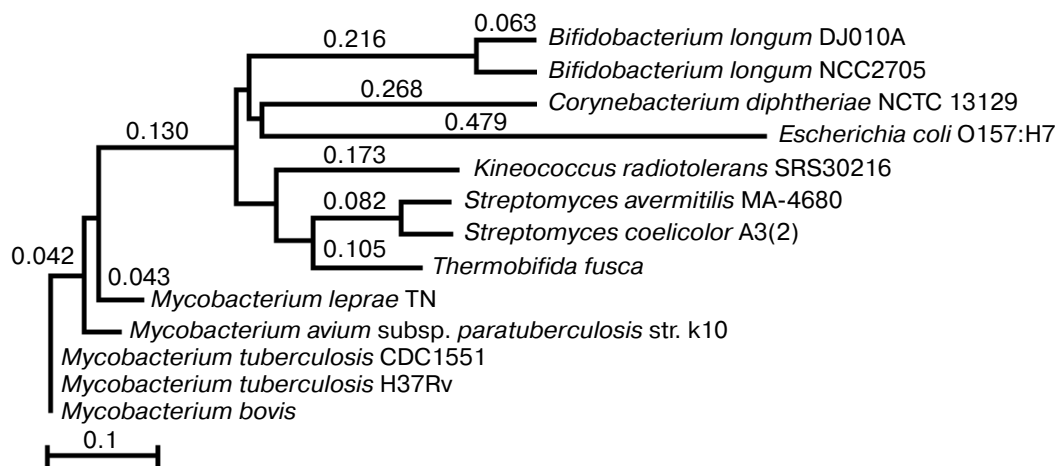 0.063
Bifidobacterium longum DJ010A
0.216
Bifidobacterium longum NCC2705
0.268
Corynebacterium diphtheriae NCTC 13129
0.479
Escherichia coli O157:H7
0.130
0.173
Kineococcus radiotolerans SRS30216
0.082
Streptomyces avermitilis MA-4680
Streptomyces coelicolor A3(2)
0.105
Thermobifida fusca
0.042
0.043
Mycobacterium leprae TN
Mycobacterium avium subsp. paratuberculosis str. k10
Mycobacterium tuberculosis CDC1551
Mycobacterium tuberculosis H37Rv
Mycobacterium bovis
0.1